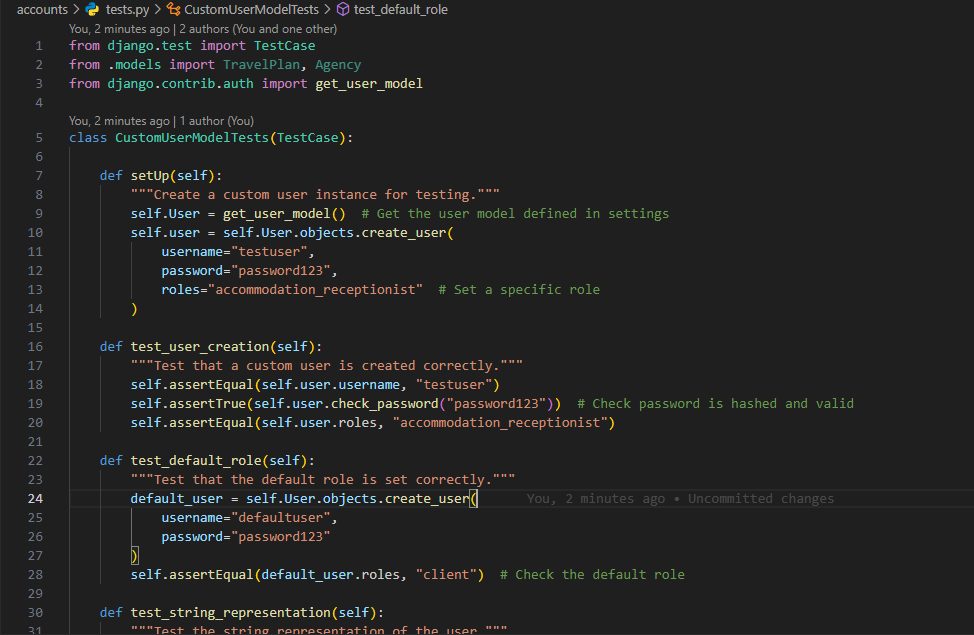 accounts > tests.py > CustomUserModelTests > test_default_role
You, 2 minutes ago | 2 authors (You and one other)
1 from django.test import TestCase
2 from .models import TravelPlan, Agency
3 from django.contrib.auth import get_user_model
4
You, 2 minutes ago | 1 author (You)
5 class CustomUserModelTests(TestCase):
6
7     def setUp(self):
8         """Create a custom user instance for testing."""
9         self.User = get_user_model()  # Get the user model defined in settings
10         self.user = self.User.objects.create_user(
11             username="testuser",
12             password="password123",
13             roles="accommodation_receptionist"  # Set a specific role
14         )
15
16     def test_user_creation(self):
17         """Test that a custom user is created correctly."""
18         self.assertEqual(self.user.username, "testuser")
19         self.assertTrue(self.user.check_password("password123"))  # Check password is hashed and valid
20         self.assertEqual(self.user.roles, "accommodation_receptionist")
21
22     def test_default_role(self):
23         """Test that the default role is set correctly."""
24         default_user = self.User.objects.create_user(      You, 2 minutes ago • Uncommitted changes
25             username="defaultuser",
26             password="password123"
27         )
28         self.assertEqual(default_user.roles, "client")  # Check the default role
29
30     def test_string_representation(self):
31         """Test the string representation of the user."""